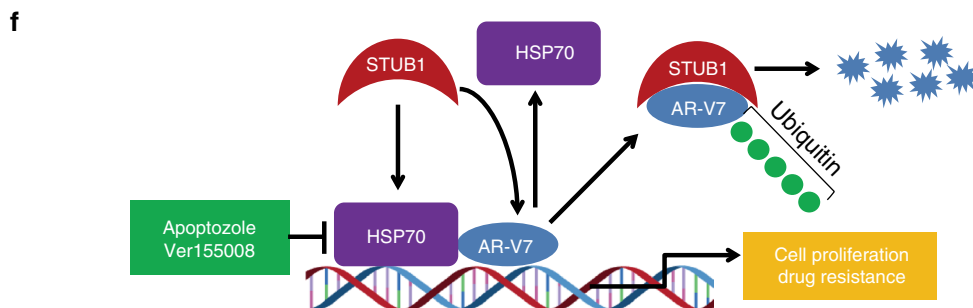 f
STUB1
HSP70
STUB1
AR-V7
Ubiquitin
Apoptozole
Ver155008
HSP70
AR-V7
Cell proliferation
drug resistance